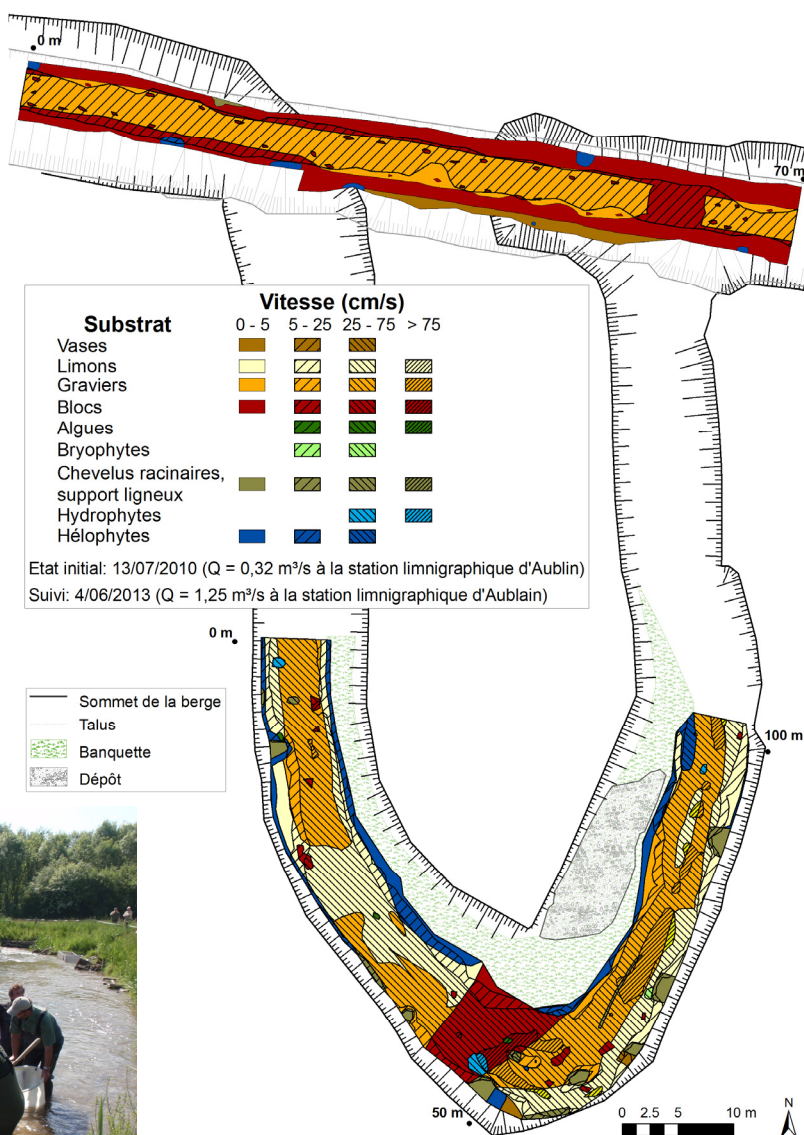 0 m
70 m
Vitesse (cm/s)
Substrat 0 - 5 5 - 25 25 - 75 > 75
Vases
Limons
Graviers
Blocs
Algues
Bryophytes
Chevelus racinaires,
support ligneux
Hydrophytes
Hélophytes
Etat initial: 13/07/2010 (Q = 0,32 m³/s à la station limnigraphique d'Aublin)
Suivi: 4/06/2013 (Q = 1,25 m³/s à la station limnigraphique d'Aublain)
0 m
Sommet de la berge
Talus
Banquette
Dépôt
100 m
50 m
0 2.5 5 10 m
N